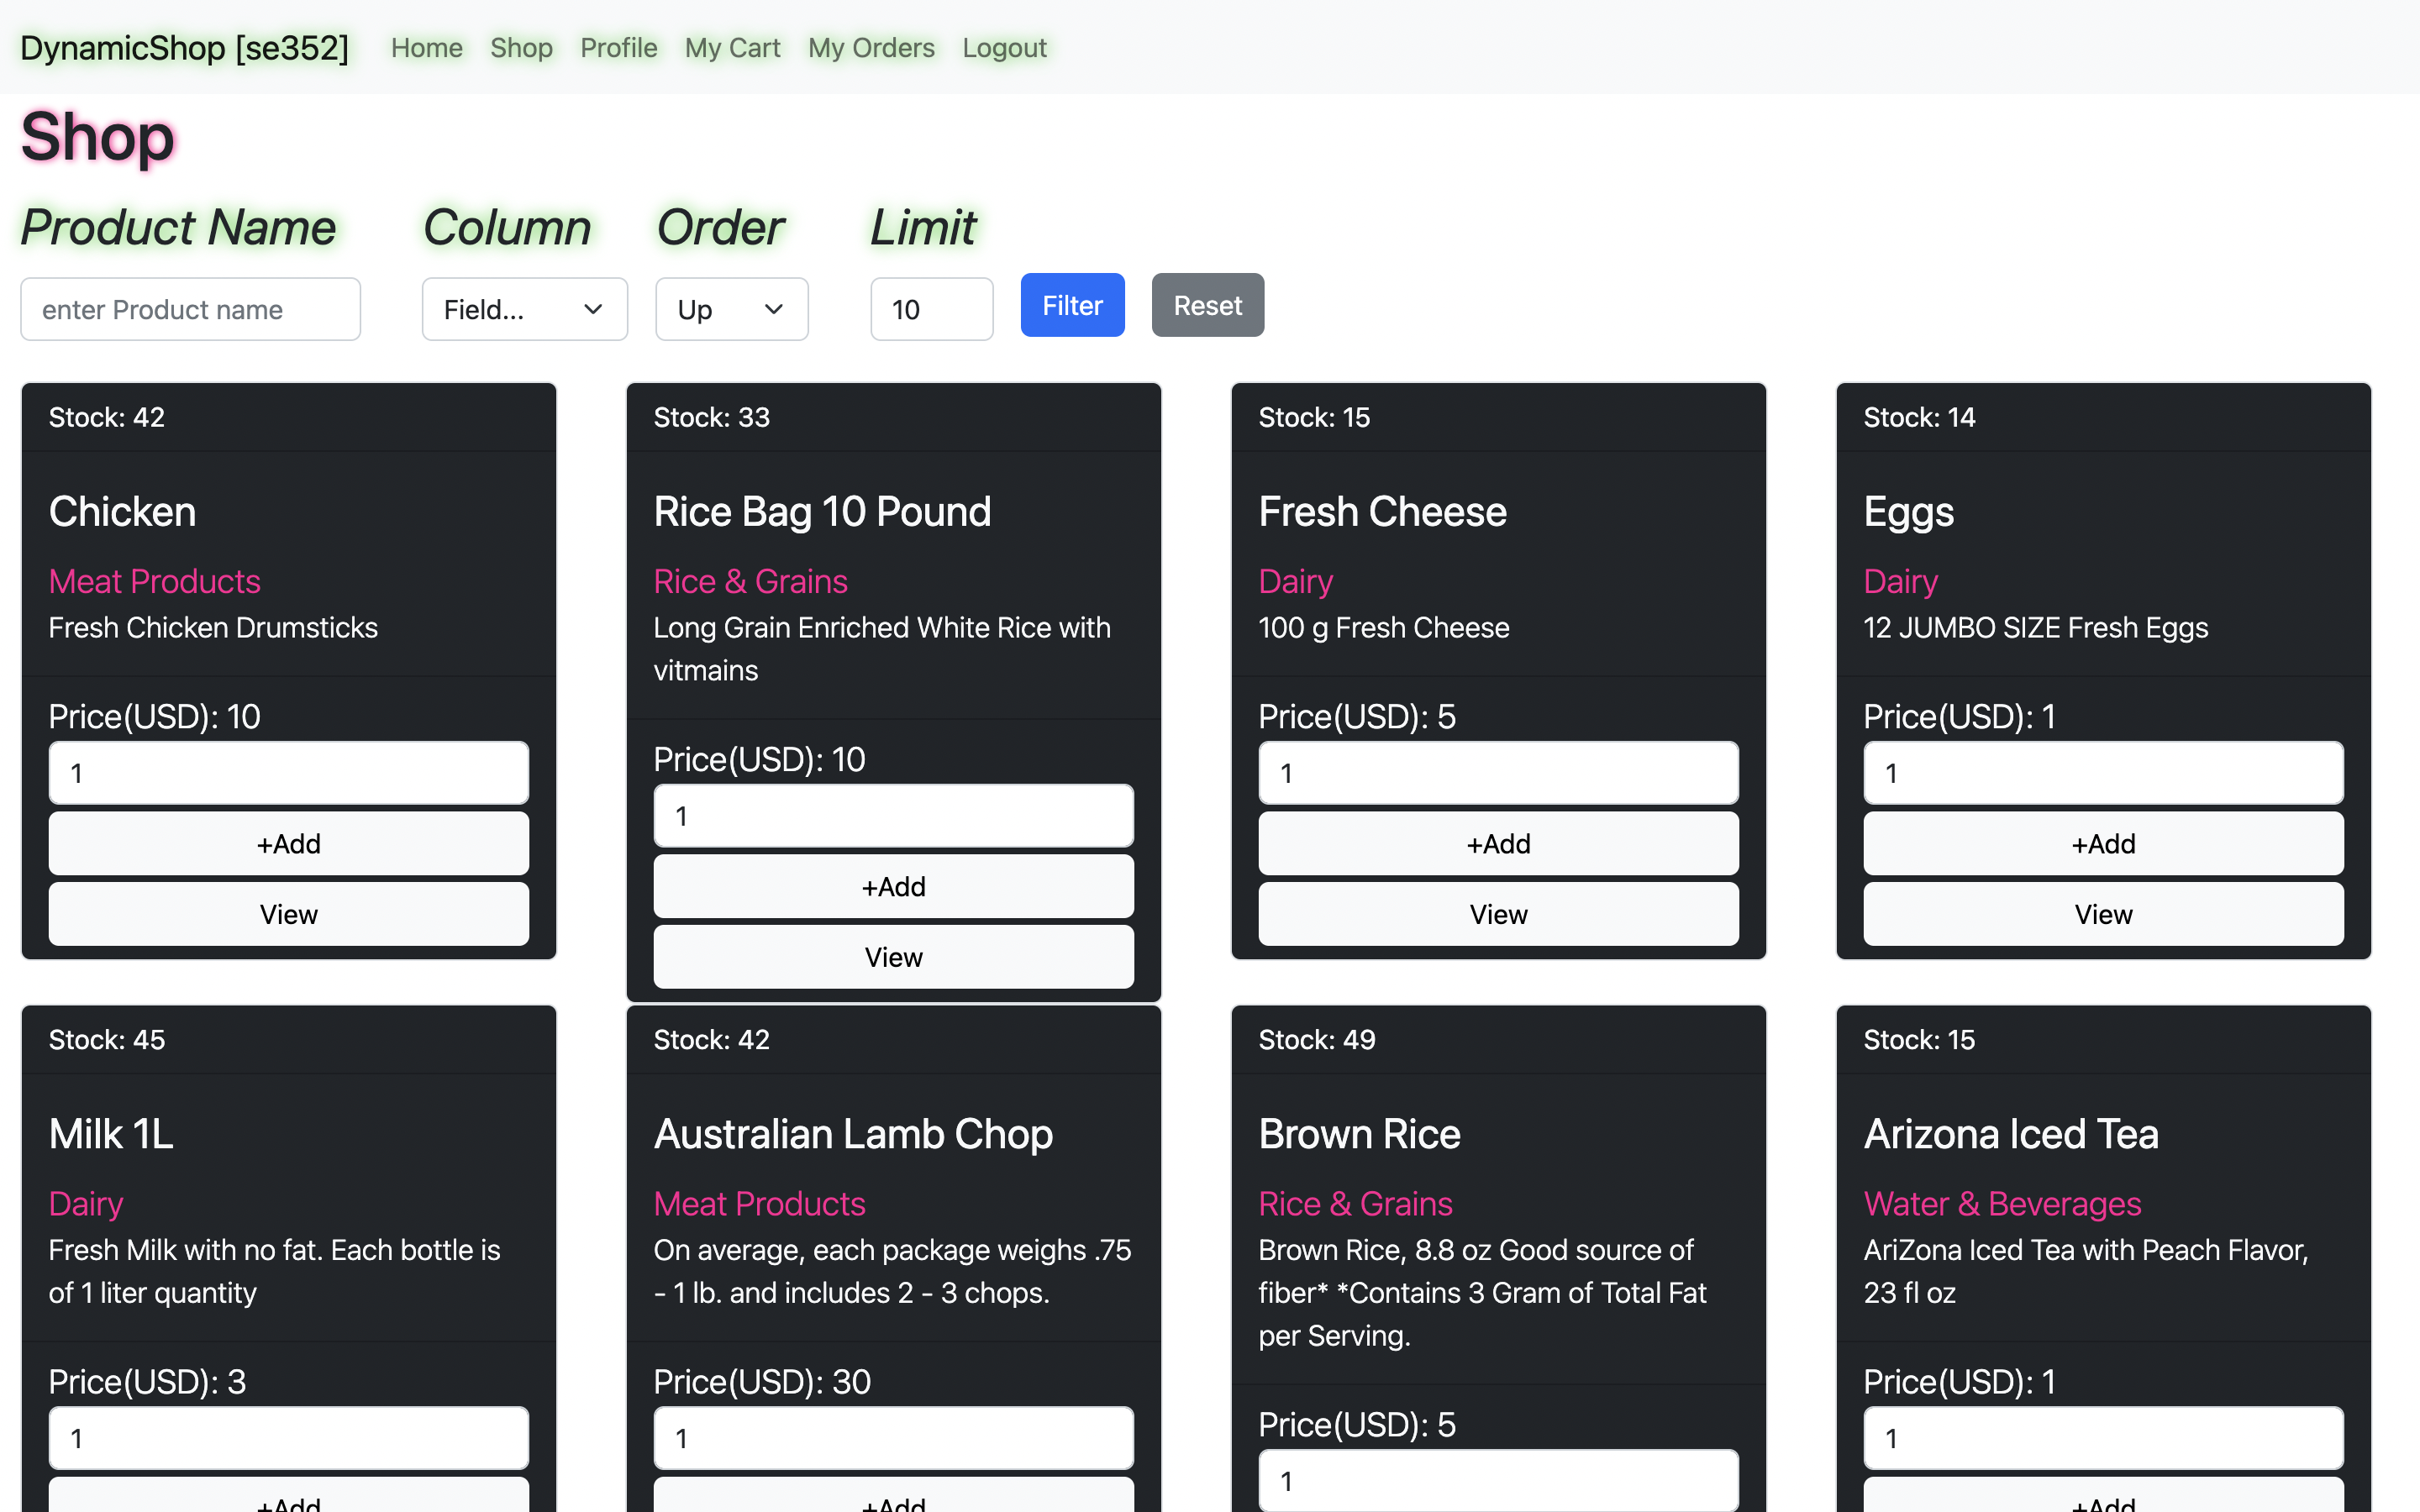 DynamicShop [se352] Home Shop Profile My Cart My Orders Logout
Shop
Product Name Column Order Limit
enter Product name Field... Up 10 Filter Reset
Stock: 42
Chicken
Meat Products
Fresh Chicken Drumsticks
Price(USD): 10
1
+Add
View
Stock: 33
Rice Bag 10 Pound
Rice & Grains
Long Grain Enriched White Rice with
vitmains
Price(USD): 10
1
+Add
View
Stock: 15
Fresh Cheese
Dairy
100 g Fresh Cheese
Price(USD): 5
1
+Add
View
Stock: 14
Eggs
Dairy
12 JUMBO SIZE Fresh Eggs
Price(USD): 1
1
+Add
View
Stock: 45
Milk 1L
Dairy
Fresh Milk with no fat. Each bottle is
of 1 liter quantity
Price(USD): 3
1
+Add
Stock: 42
Australian Lamb Chop
Meat Products
On average, each package weighs .75
- 1 lb. and includes 2 - 3 chops.
Price(USD): 30
1
+Add
Stock: 49
Brown Rice
Rice & Grains
Brown Rice, 8.8 oz Good source of
fiber* *Contains 3 Gram of Total Fat
per Serving.
Price(USD): 5
1
Stock: 15
Arizona Iced Tea
Water & Beverages
AriZona Iced Tea with Peach Flavor,
23 fl oz
Price(USD): 1
1
+Add